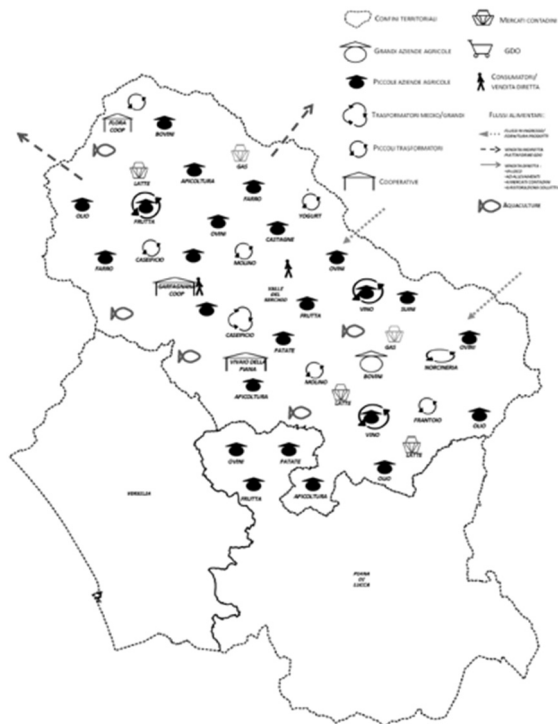 CONFINI TERRITORIALI
MERCATI CONTADINI
GRANDI AZIENDE AGRICOLE
GDO
PICCOLE AZIENDE AGRICOLE
CONSUMATORI/
VENDITA DIRETTA
TRASFORMATORI MEDIO/GRANDI
FLUSSI ALIMENTARI:
PICCOLI TRASFORMATORI
COOPERATIVE
AQUACULTURE
FLORA
COOP
BOVINI
LATTE
APICOLTURA
GAS
FARRO
OLIO
FRUTTA
OVINI
CASTAGNE
YOGURT
FARRO
CASEIFICIO
MOLINO
VALLE
DEL
SERCHIO
OVINI
GARFAGNANA
COOP
FRUTTA
VINO
SUINI
CASEIFICIO
PATATE
GAS
OVINI
VIVAIO DELLA
PIANA
BOVINI
NORCINERIA
APICOLTURA
MOLINO
LATTE
VINO
FRANTOIO
OLIO
OVINI
PATATE
LATTE
FRUTTA
APICOLTURA
OLIO
VERSILIA
PIANA
DI
LUCCA